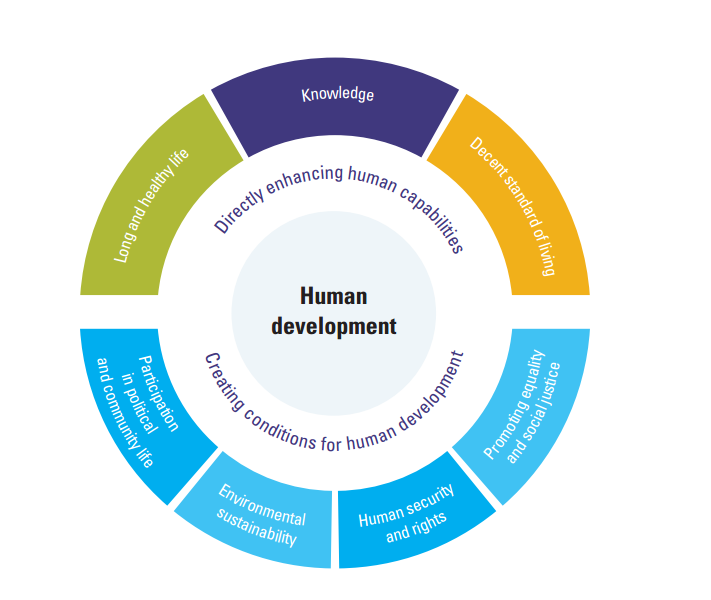 Knowledge
Long and healthy life
Decent standard of living
Directly enhancing human capabilities
Human
development
Creating conditions for human development
Participation
in political
and community life
Environmental
sustainability
Human security
and rights
Promoting equality
and social justice